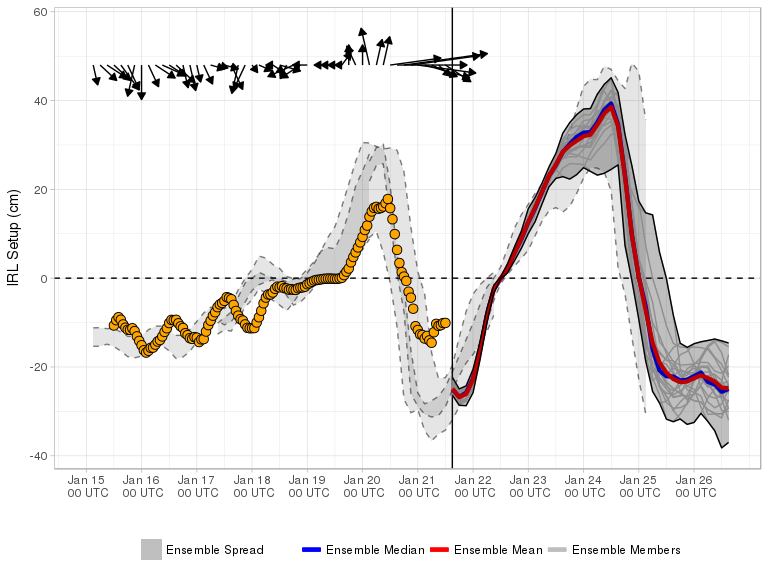 60
40
20
0
-20
-40
IRL Setup (cm)
Jan 15 Jan 16 Jan 17 Jan 18 Jan 19 Jan 20 Jan 21 Jan 22 Jan 23 Jan 24 Jan 25 Jan 26
00 UTC 00 UTC 00 UTC 00 UTC 00 UTC 00 UTC 00 UTC 00 UTC 00 UTC 00 UTC 00 UTC 00 UTC
Ensemble Spread Ensemble Median Ensemble Mean Ensemble Members